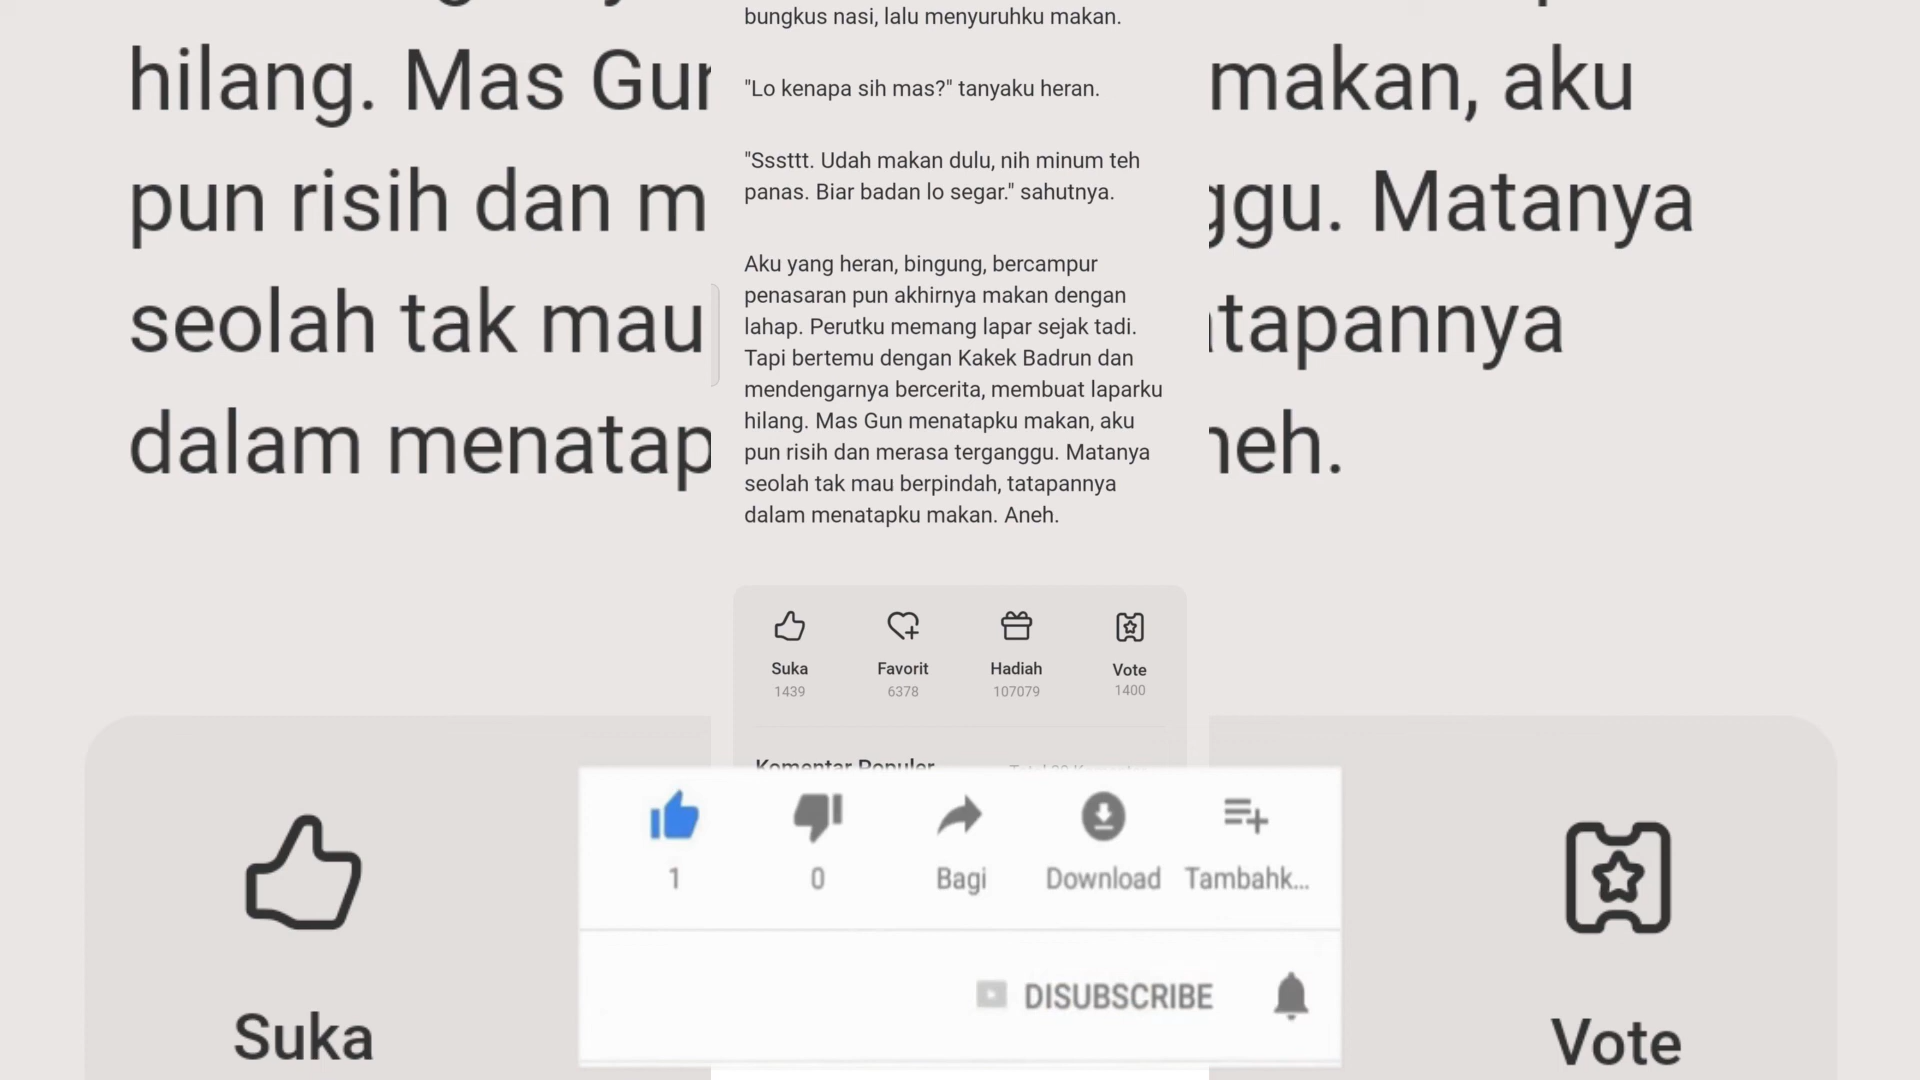 bungkus nasi, lalu menyuruhku makan.
"Lo kenapa sih mas?" tanyaku heran.
"Sssttt. Udah makan dulu, nih minum teh
panas. Biar badan lo segar." sahutnya.
Aku yang heran, bingung, bercampur
penasaran pun akhirnya makan dengan
lahap. Perutku memang lapar sejak tadi.
Tapi bertemu dengan Kakek Badrun dan
mendengarnya bercerita, membuat laparku
hilang. Mas Gun menatapku makan, aku
pun risih dan merasa terganggu. Matanya
seolah tak mau berpindah, tatapannya
dalam menatapku makan. Aneh.
Suka Favorit Hadiah Vote
1439 6378 107079 1400
Komentar Populer
hilang. Mas Gun makan, aku
pun risih dan m ggu. Matanya
seolah tak mau atapannya
dalam menatap neh.
Suka Vote
1 0 Bagi Download Tambahk...
DISUBSCRIBE